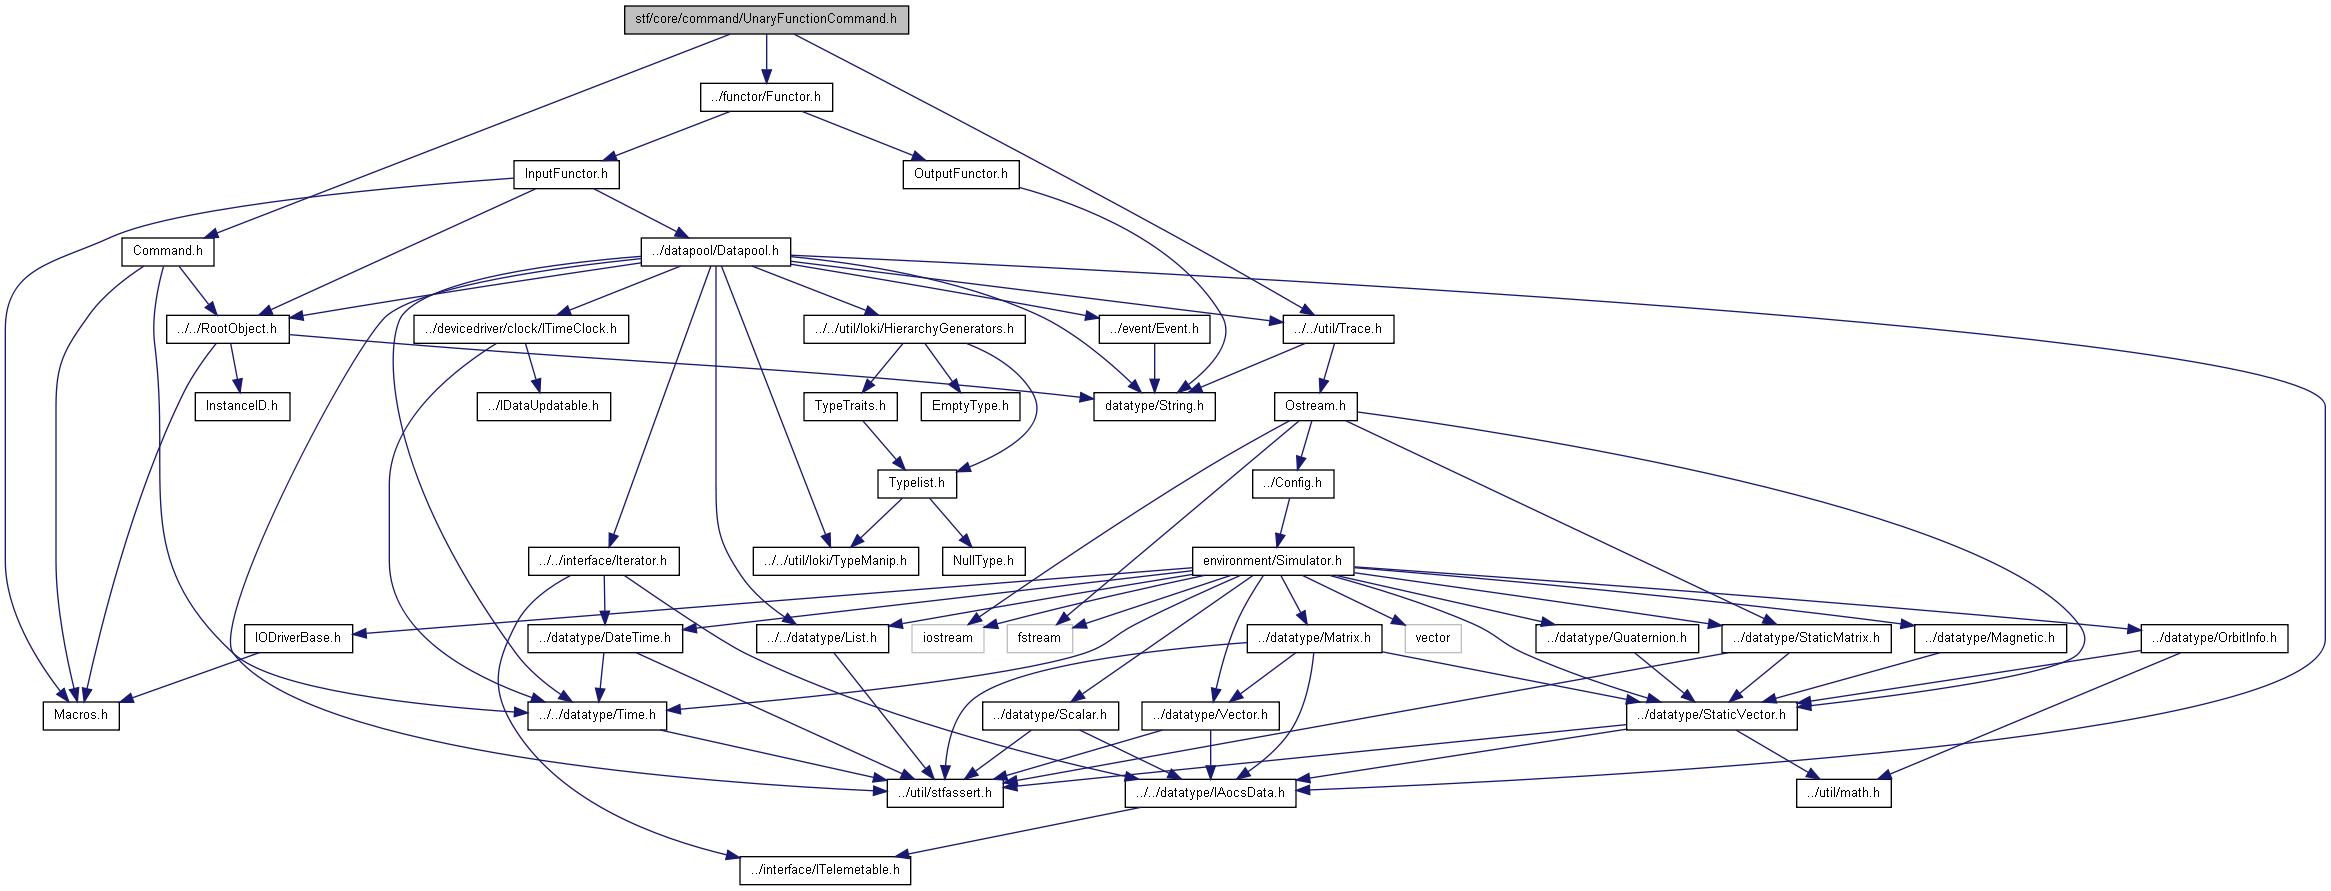 stf/core/command/UnaryFunctionCommand.h
../functor/Functor.h
InputFunctor.h
OutputFunctor.h
Command.h
../datapool/Datapool.h
../../RootObject.h
../devicedriver/clock/ITimeClock.h
../../util/loki/HierarchyGenerators.h
../event/Event.h
../../util/Trace.h
InstanceID.h
../IDataUpdatable.h
TypeTraits.h
EmptyType.h
datatype/String.h
Ostream.h
Typelist.h
../Config.h
../../interface/Iterator.h
../../util/loki/TypeManip.h
NullType.h
environment/Simulator.h
IODriverBase.h
../datatype/DateTime.h
../../datatype/List.h
iostream
fstream
../datatype/Matrix.h
vector
../datatype/Quaternion.h
../datatype/StaticMatrix.h
../datatype/Magnetic.h
../datatype/OrbitInfo.h
Macros.h
../../datatype/Time.h
../datatype/Scalar.h
../datatype/Vector.h
../datatype/StaticVector.h
../util/stfassert.h
../../datatype/IAocsData.h
../util/math.h
../interface/ITelemetable.h